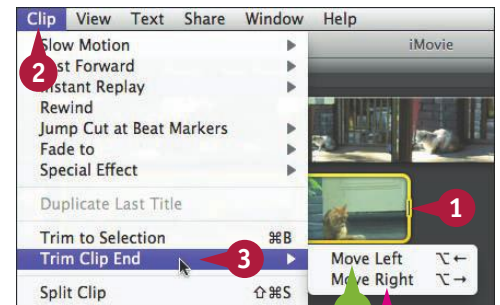 Clip View Text Share Window Help
Slow Motion
iMovie
2
Fast Forward
Instant Replay
Rewind
Jump Cut at Beat Markers
Fade to
Special Effect
Duplicate Last Title
1
Trim to Selection ⌘B
Trim Clip End 3
Move Left ⌥←
Move Right ⌥→
Split Clip ⇧⌘S